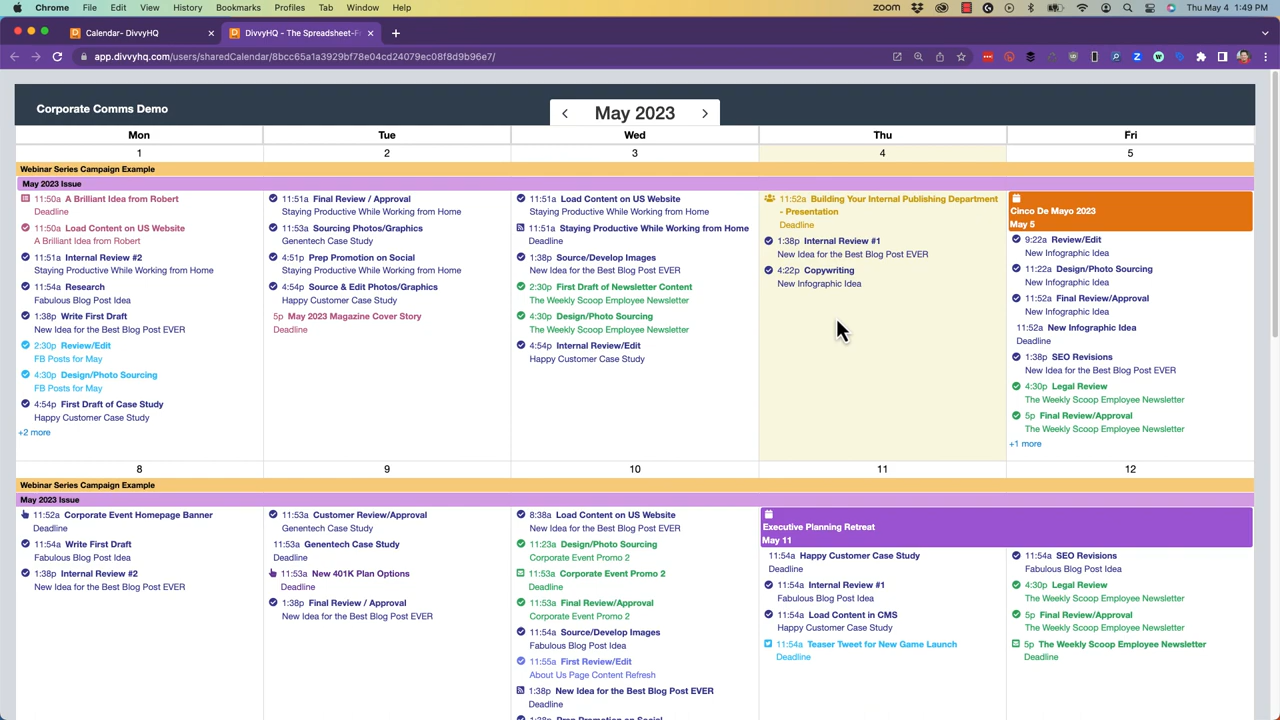 Chrome File Edit View History Bookmarks Profiles Tab Window Help zoom Thu May 4 1:49 PM
Calendar- DivvyHQ
DivvyHQ - The Spreadsheet-F
app.divvyhq.com/users/sharedCalendar/8bcc65a1a3929bf78e04cd24079ec08f8d9b96e7/
Corporate Comms Demo
May 2023
Mon Tue Wed Thu Fri
1 2 3 4 5
Webinar Series Campaign Example
May 2023 Issue
11:50a A Brilliant Idea from Robert
Deadline
11:50a Load Content on US Website
A Brilliant Idea from Robert
11:51a Internal Review #2
Staying Productive While Working from Home
11:54a Research
Fabulous Blog Post Idea
1:38p Write First Draft
New Idea for the Best Blog Post EVER
2:30p Review/Edit
FB Posts for May
4:30p Design/Photo Sourcing
FB Posts for May
4:54p First Draft of Case Study
Happy Customer Case Study
+2 more
11:51a Final Review / Approval
Staying Productive While Working from Home
11:53a Sourcing Photos/Graphics
Genentech Case Study
4:51p Prep Promotion on Social
Staying Productive While Working from Home
4:54p Source & Edit Photos/Graphics
Happy Customer Case Study
5p May 2023 Magazine Cover Story
Deadline
11:51a Load Content on US Website
Staying Productive While Working from Home
11:51a Staying Productive While Working from Home
Deadline
1:38p Source/Develop Images
New Idea for the Best Blog Post EVER
2:30p First Draft of Newsletter Content
The Weekly Scoop Employee Newsletter
4:30p Design/Photo Sourcing
The Weekly Scoop Employee Newsletter
4:54p Internal Review/Edit
Happy Customer Case Study
11:52a Building Your Internal Publishing Department
- Presentation
Deadline
1:38p Internal Review #1
New Idea for the Best Blog Post EVER
4:22p Copywriting
New Infographic Idea
Cinco De Mayo 2023
May 5
9:22a Review/Edit
New Infographic Idea
11:22a Design/Photo Sourcing
New Infographic Idea
11:52a Final Review/Approval
New Infographic Idea
11:52a New Infographic Idea
Deadline
1:38p SEO Revisions
New Idea for the Best Blog Post EVER
4:30p Legal Review
The Weekly Scoop Employee Newsletter
5p Final Review/Approval
The Weekly Scoop Employee Newsletter
+1 more
8 9 10 11 12
Webinar Series Campaign Example
May 2023 Issue
11:52a Corporate Event Homepage Banner
Deadline
11:54a Write First Draft
Fabulous Blog Post Idea
1:38p Internal Review #2
New Idea for the Best Blog Post EVER
11:53a Customer Review/Approval
Genentech Case Study
11:53a Genentech Case Study
Deadline
11:53a New 401K Plan Options
Deadline
1:38p Final Review / Approval
New Idea for the Best Blog Post EVER
8:38a Load Content on US Website
New Idea for the Best Blog Post EVER
11:23a Design/Photo Sourcing
Corporate Event Promo 2
11:53a Corporate Event Promo 2
Deadline
11:53a Final Review/Approval
Corporate Event Promo 2
11:54a Source/Develop Images
Fabulous Blog Post Idea
11:55a First Review/Edit
About Us Page Content Refresh
1:38p New Idea for the Best Blog Post EVER
Deadline
1:38p Prep Promotion on Social
Executive Planning Retreat
May 11
11:54a Happy Customer Case Study
Deadline
11:54a Internal Review #1
Fabulous Blog Post Idea
11:54a Load Content in CMS
Happy Customer Case Study
11:54a Teaser Tweet for New Game Launch
Deadline
11:54a SEO Revisions
Fabulous Blog Post Idea
4:30p Legal Review
The Weekly Scoop Employee Newsletter
5p Final Review/Approval
The Weekly Scoop Employee Newsletter
5p The Weekly Scoop Employee Newsletter
Deadline